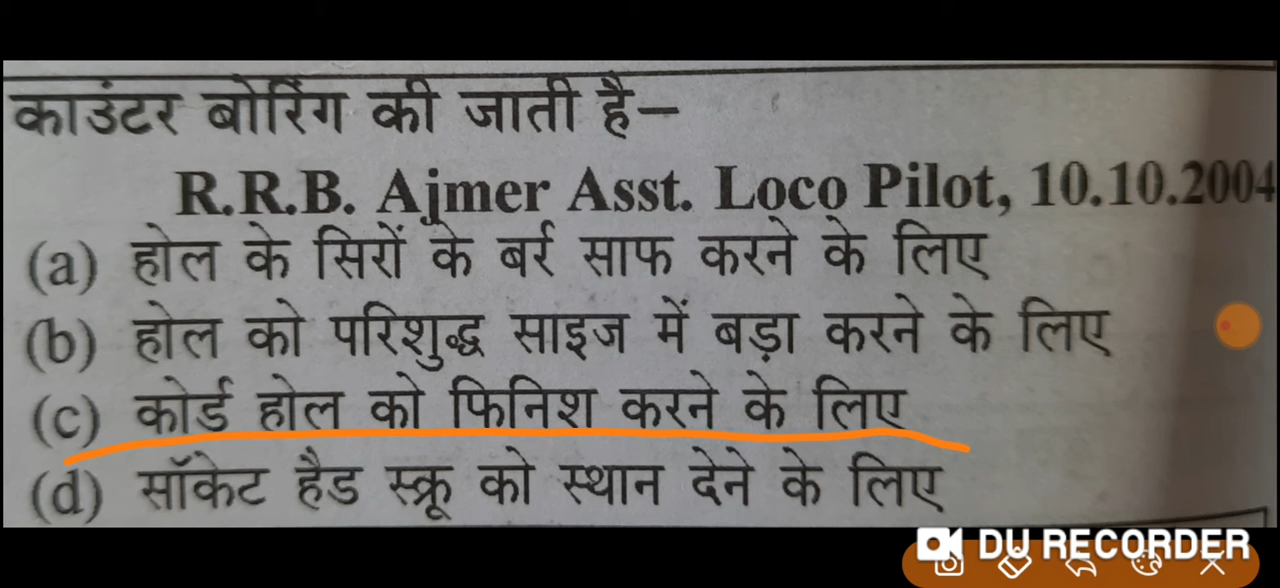 काउंटर बोरिंग की जाती है–
R.R.B. Ajmer Asst. Loco Pilot, 10.10.2004
(a) होल के सिरों के बर्र साफ करने के लिए
(b) होल को परिशुद्ध साइज में बड़ा करने के लिए
(c) कोर्ड होल को फिनिश करने के लिए
(d) सॉकेट हैड स्क्रू को स्थान देने के लिए
DU RECORDER